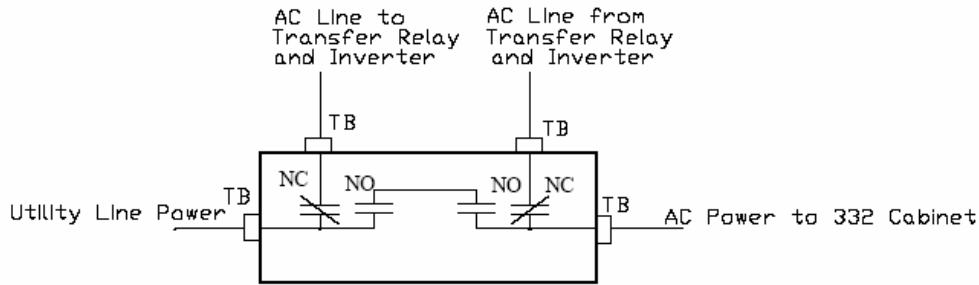 AC Line to
Transfer Relay
and Inverter
AC Line from
Transfer Relay
and Inverter
TB
TB
NC
NO
NO
NC
TB
TB
Utility Line Power
AC Power to 332 Cabinet